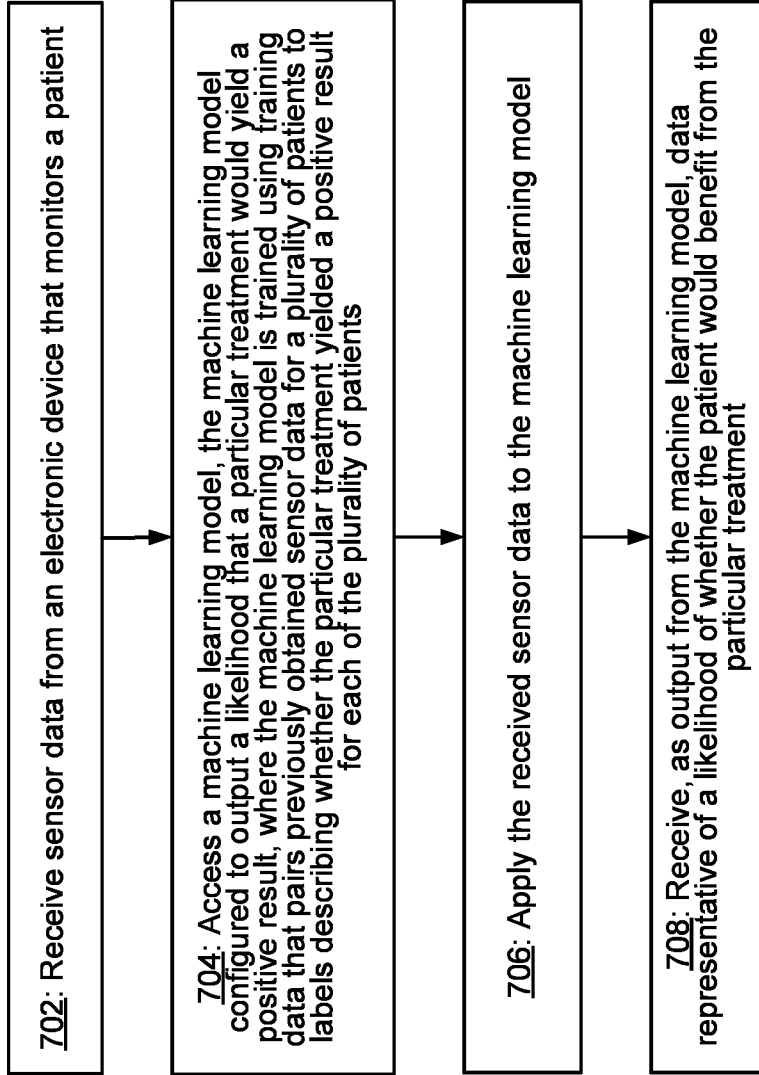 702: Receive sensor data from an electronic device that monitors a patient
704: Access a machine learning model, the machine learning model
configured to output a likelihood that a particular treatment would yield a
positive result, where the machine learning model is trained using training
data that pairs previously obtained sensor data for a plurality of patients to
labels describing whether the particular treatment yielded a positive result
for each of the plurality of patients
706: Apply the received sensor data to the machine learning model
708: Receive, as output from the machine learning model, data
representative of a likelihood of whether the patient would benefit from the
particular treatment